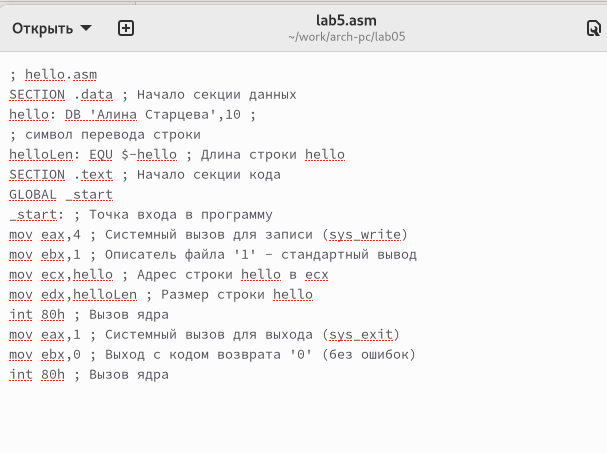 Открыть
lab5.asm
~/work/arch-pc/lab05
; hello.asm
SECTION .data ; Начало секции данных
hello: DB 'Алина Старцева',10 ;
; символ перевода строки
helloLen: EQU $-hello ; Длина строки hello
SECTION .text ; Начало секции кода
GLOBAL _start
_start: ; Точка входа в программу
mov eax,4 ; Системный вызов для записи (sys_write)
mov ebx,1 ; Описатель файла '1' - стандартный вывод
mov ecx,hello ; Адрес строки hello в ecx
mov edx,helloLen ; Размер строки hello
int 80h ; Вызов ядра
mov eax,1 ; Системный вызов для выхода (sys_exit)
mov ebx,0 ; Выход с кодом возврата '0' (без ошибок)
int 80h ; Вызов ядра